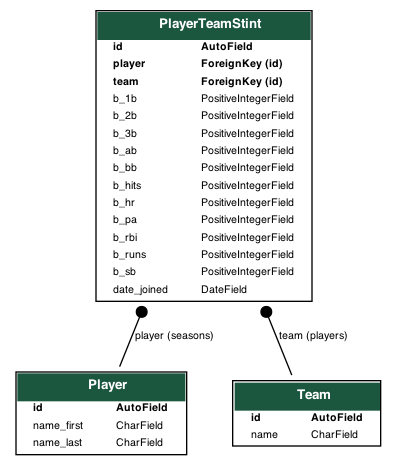 PlayerTeamStint
id AutoField
player ForeignKey (id)
team ForeignKey (id)
b_1b PositiveIntegerField
b_2b PositiveIntegerField
b_3b PositiveIntegerField
b_ab PositiveIntegerField
b_bb PositiveIntegerField
b_hits PositiveIntegerField
b_hr PositiveIntegerField
b_pa PositiveIntegerField
b_rbi PositiveIntegerField
b_runs PositiveIntegerField
b_sb PositiveIntegerField
date_joined DateField
player (seasons)
team (players)
Player
id AutoField
name_first CharField
name_last CharField
Team
id AutoField
name CharField